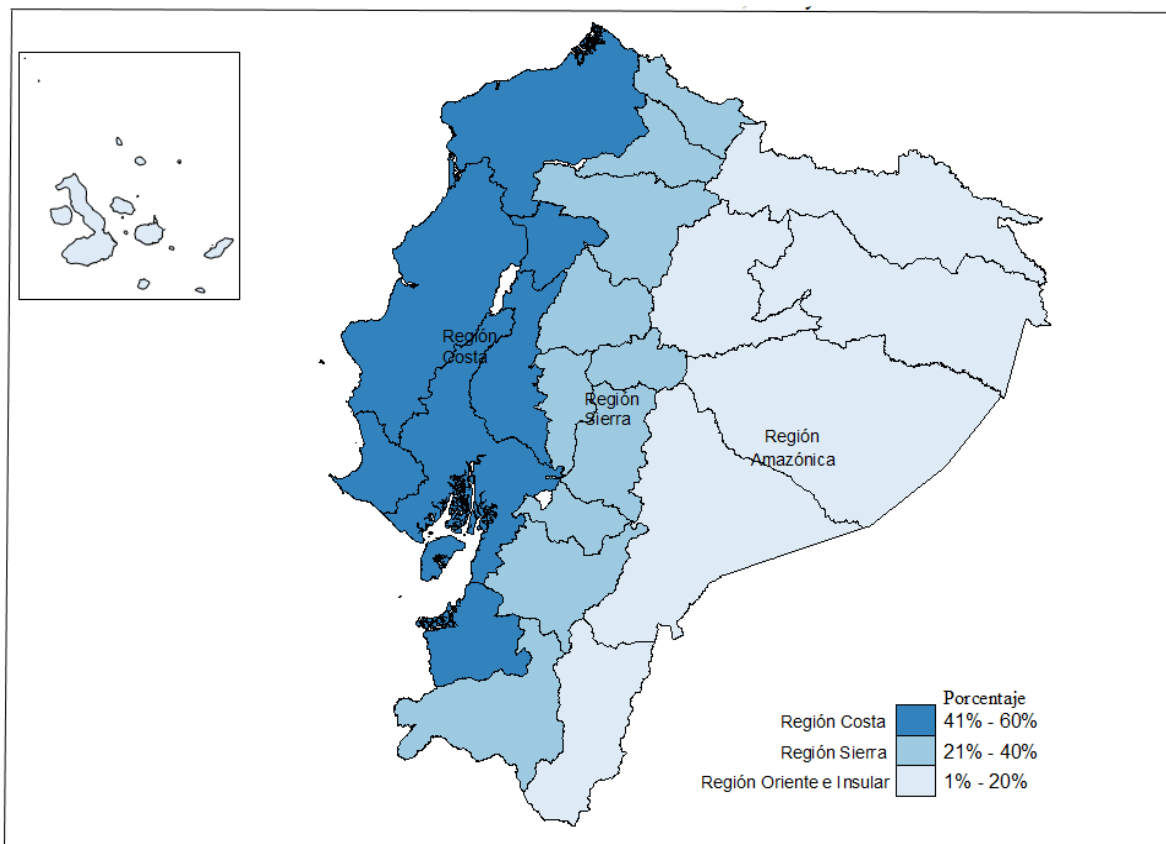 Región
Costa
Región
Sierra
Región
Amazónica
Porcentaje
Región Costa 41% - 60%
Región Sierra 21% - 40%
Región Oriente e Insular 1% - 20%